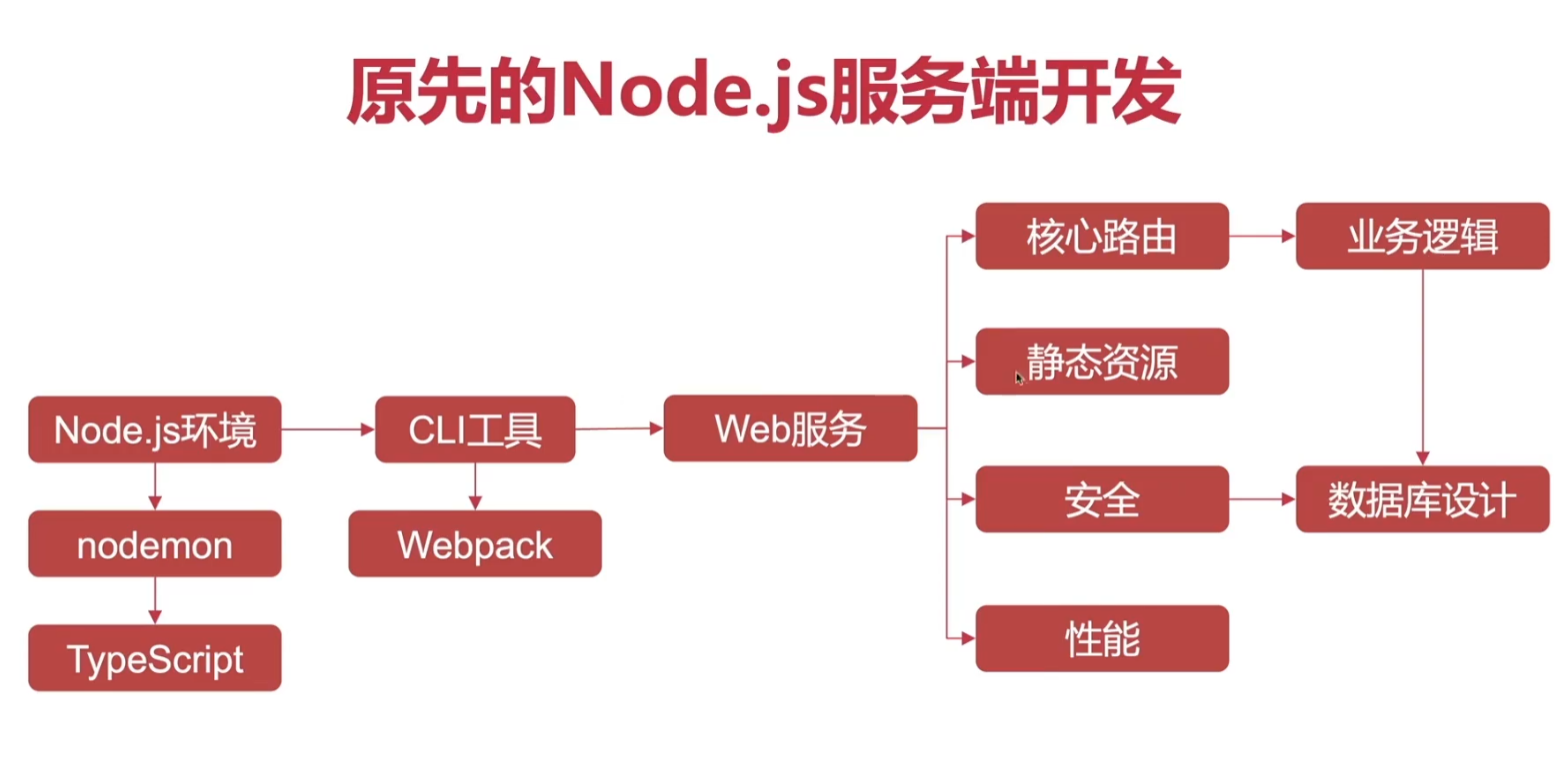 原先的Node.js服务端开发
核心路由
业务逻辑
静态资源
Node.js环境
CLI工具
Web服务
安全
数据库设计
nodemon
Webpack
性能
TypeScript